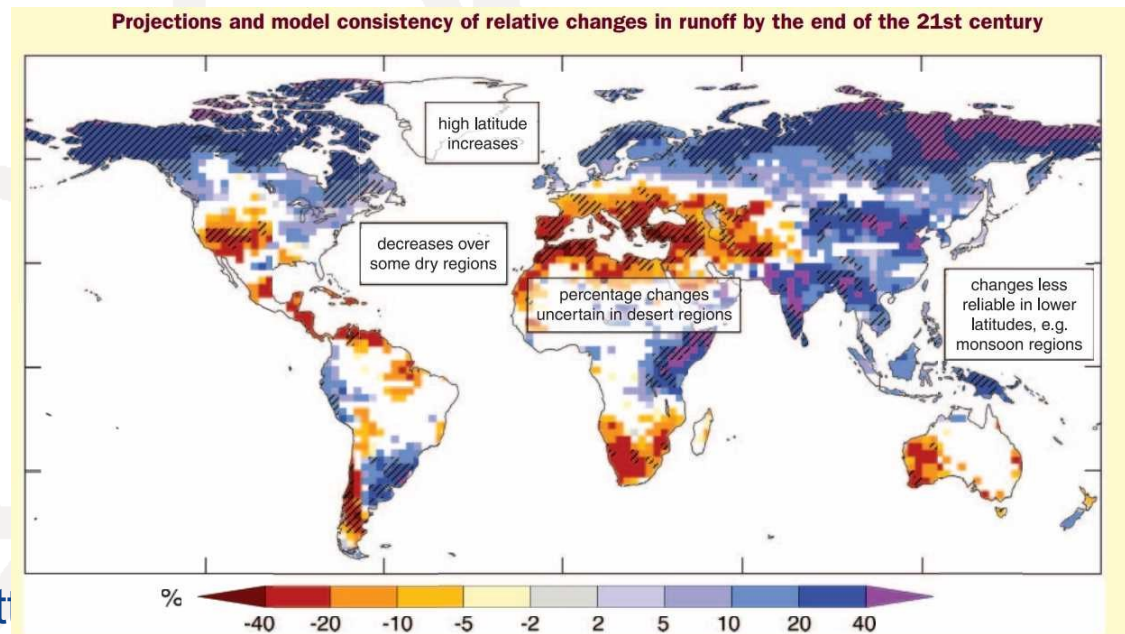 Projections and model consistency of relative changes in runoff by the end of the 21st century
high latitude
increases
decreases over
some dry regions
percentage changes
uncertain in desert regions
changes less
reliable in lower
latitudes, e.g.
monsoon regions
%
-40 -20 -10 -5 -2 2 5 10 20 40